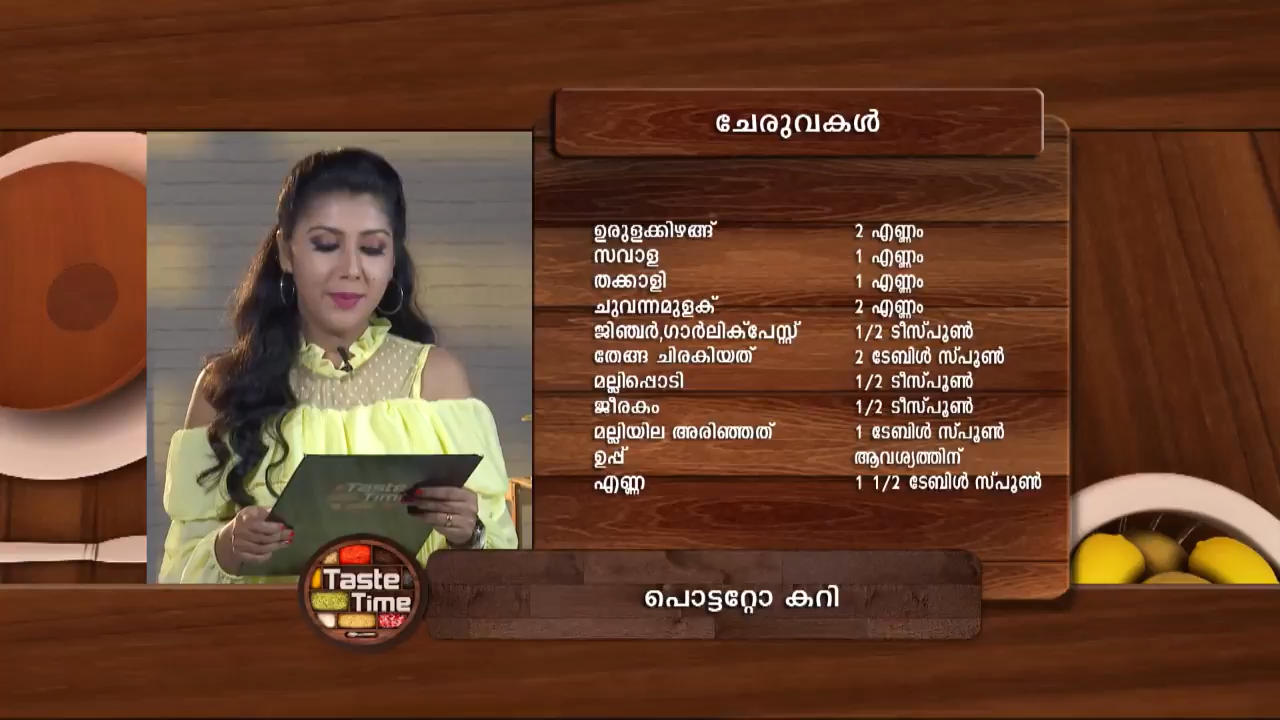 ചേരുവകൾ
ഉരുളക്കിഴങ്ങ് 2 എണ്ണം
സവാള 1 എണ്ണം
തക്കാളി 1 എണ്ണം
ചുവന്നമുളക് 2 എണ്ണം
ജിഞ്ചർ,ഗാർലിക്പേസ്റ്റ് 1/2 ടീസ്പൂൺ
തേങ്ങ ചിരകിയത് 2 ടേബിൾ സ്പൂൺ
മല്ലിപ്പൊടി 1/2 ടീസ്പൂൺ
ജീരകം 1/2 ടീസ്പൂൺ
മല്ലിയില അരിഞ്ഞത് 1 ടേബിൾ സ്പൂൺ
ഉപ്പ് ആവശ്യത്തിന്
എണ്ണ 1 1/2 ടേബിൾ സ്പൂൺ
Taste
Time
Taste
Time
പൊട്ടറ്റോ കറി